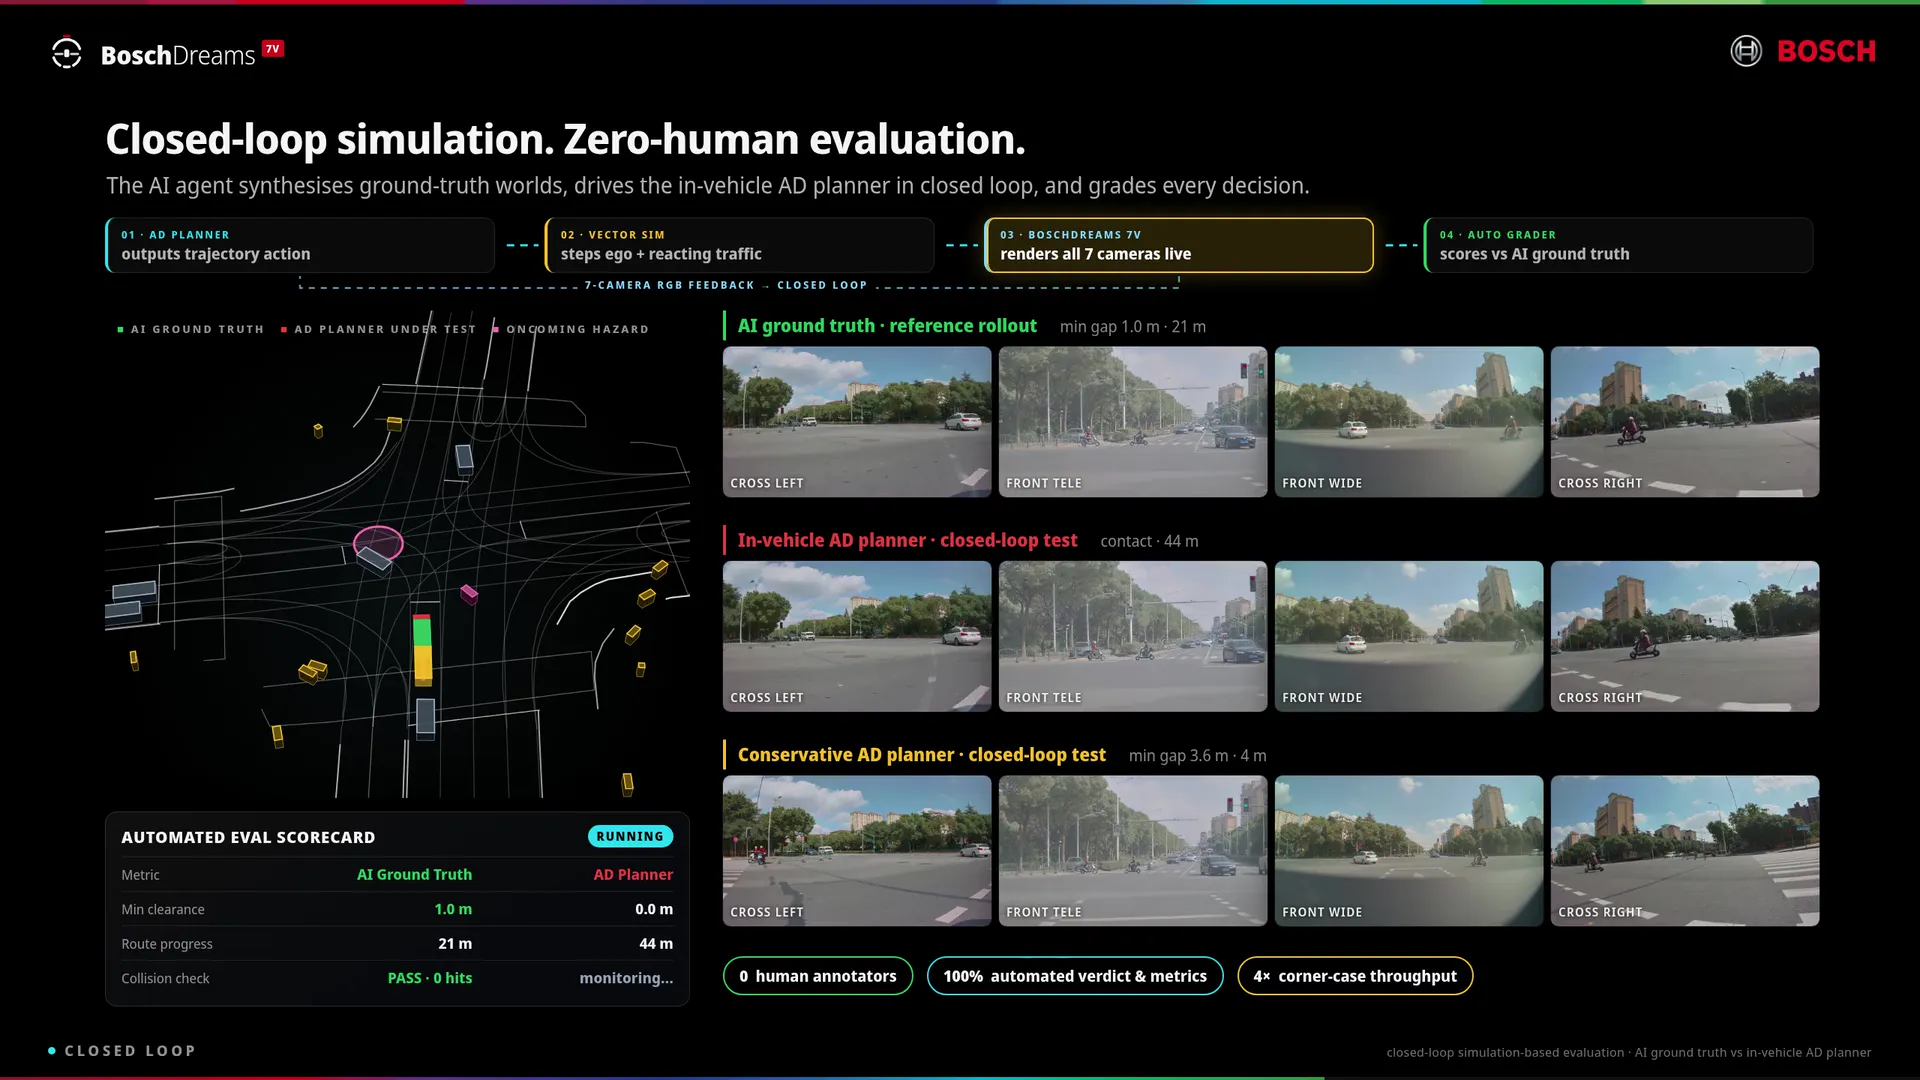 BoschDreams 7V
BOSCH
Closed-loop simulation. Zero-human evaluation.
The AI agent synthesises ground-truth worlds, drives the in-vehicle AD planner in closed loop, and grades every decision.
01 · AD PLANNER
outputs trajectory action
02 · VECTOR SIM
steps ego + reacting traffic
03 · BOSCHDREAMS 7V
renders all 7 cameras live
04 · AUTO GRADER
scores vs AI ground truth
7-CAMERA RGB FEEDBACK → CLOSED LOOP
AI GROUND TRUTH
AD PLANNER UNDER TEST
ONCOMING HAZARD
AI ground truth · reference rollout min gap 1.0 m · 21 m
CROSS LEFT
FRONT TELE
FRONT WIDE
CROSS RIGHT
In-vehicle AD planner · closed-loop test contact · 44 m
CROSS LEFT
FRONT TELE
FRONT WIDE
CROSS RIGHT
Conservative AD planner · closed-loop test min gap 3.6 m · 4 m
CROSS LEFT
FRONT TELE
FRONT WIDE
CROSS RIGHT
AUTOMATED EVAL SCORECARD RUNNING
Metric AI Ground Truth AD Planner
Min clearance 1.0 m 0.0 m
Route progress 21 m 44 m
Collision check PASS · 0 hits monitoring...
0 human annotators
100% automated verdict & metrics
4× corner-case throughput
CLOSED LOOP
closed-loop simulation-based evaluation · AI ground truth vs in-vehicle AD planner